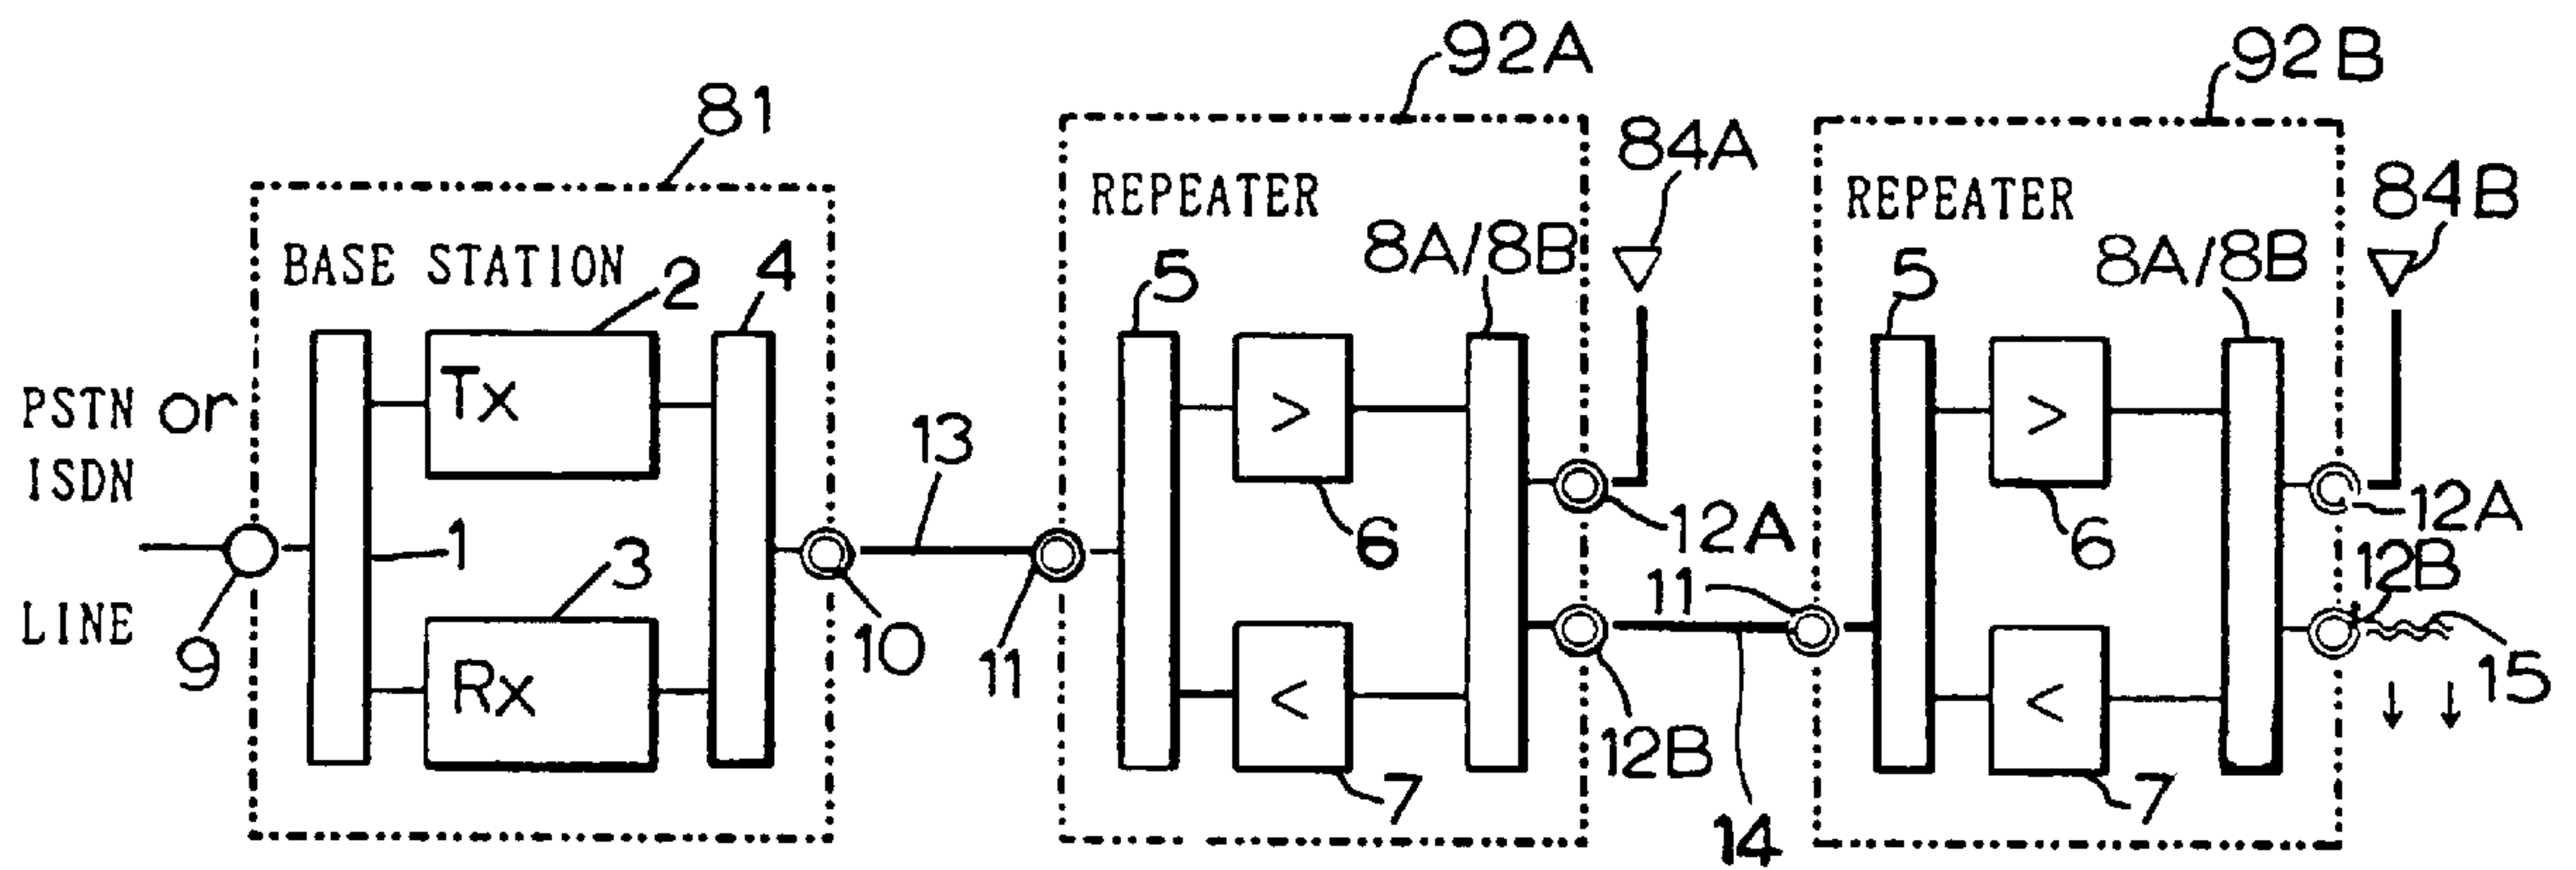 92A
92B
81
84A
84B
REPEATER
REPEATER
BASE STATION
2
4
5
8A/8B
5
8A/8B
PSTN or
ISDN
LINE
Tx
>
>
13
9
1
3
10
11
6
12A
11
6
12A
12B
Rx
<
<
12B
15
7
14
7